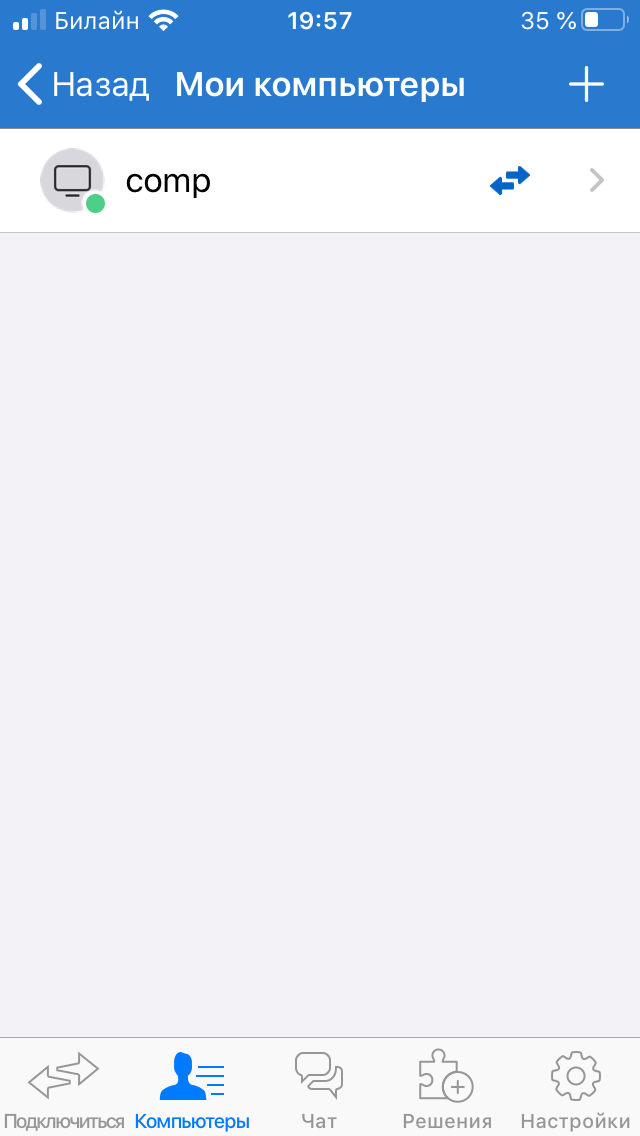 Билайн 19:57 35 %
Назад Мои компьютеры
comp
Подключиться Компьютеры Чат Решения Настройки